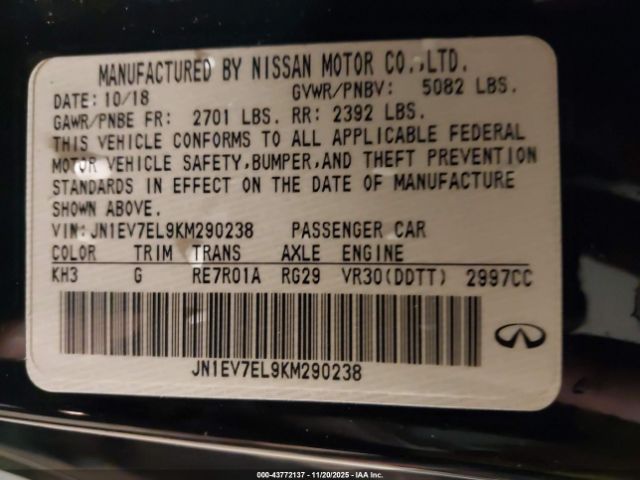 MANUFACTURED BY NISSAN MOTOR CO.,LTD.
DATE: 10/18 GVWR/PNBV: 5082 LBS.
GAWR/PNBE FR: 2701 LBS. RR: 2392 LBS.
THIS VEHICLE CONFORMS TO ALL APPLICABLE FEDERAL
MOTOR VEHICLE SAFETY,BUMPER,AND THEFT PREVENTION
STANDARDS IN EFFECT ON THE DATE OF MANUFACTURE
SHOWN ABOVE.
VIN:JN1EV7EL9KM290238 PASSENGER CAR
COLOR TRIM TRANS AXLE ENGINE
KH3 G RE7R01A RG29 VR30(DDTT) 2997CC
JN1EV7EL9KM290238
000-43772137 - 11/20/2025 - IAA Inc.